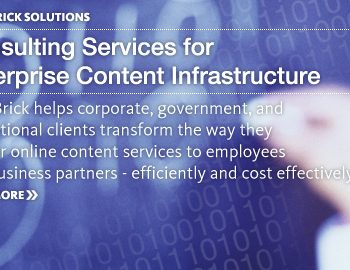 RICK SOLUTIONS
sulting Services for
erprise Content Infrastructure
Brick helps corporate, government, and
tional clients transform the way they
r online content services to employees
usiness partners - efficiently and cost effectively
ORE »